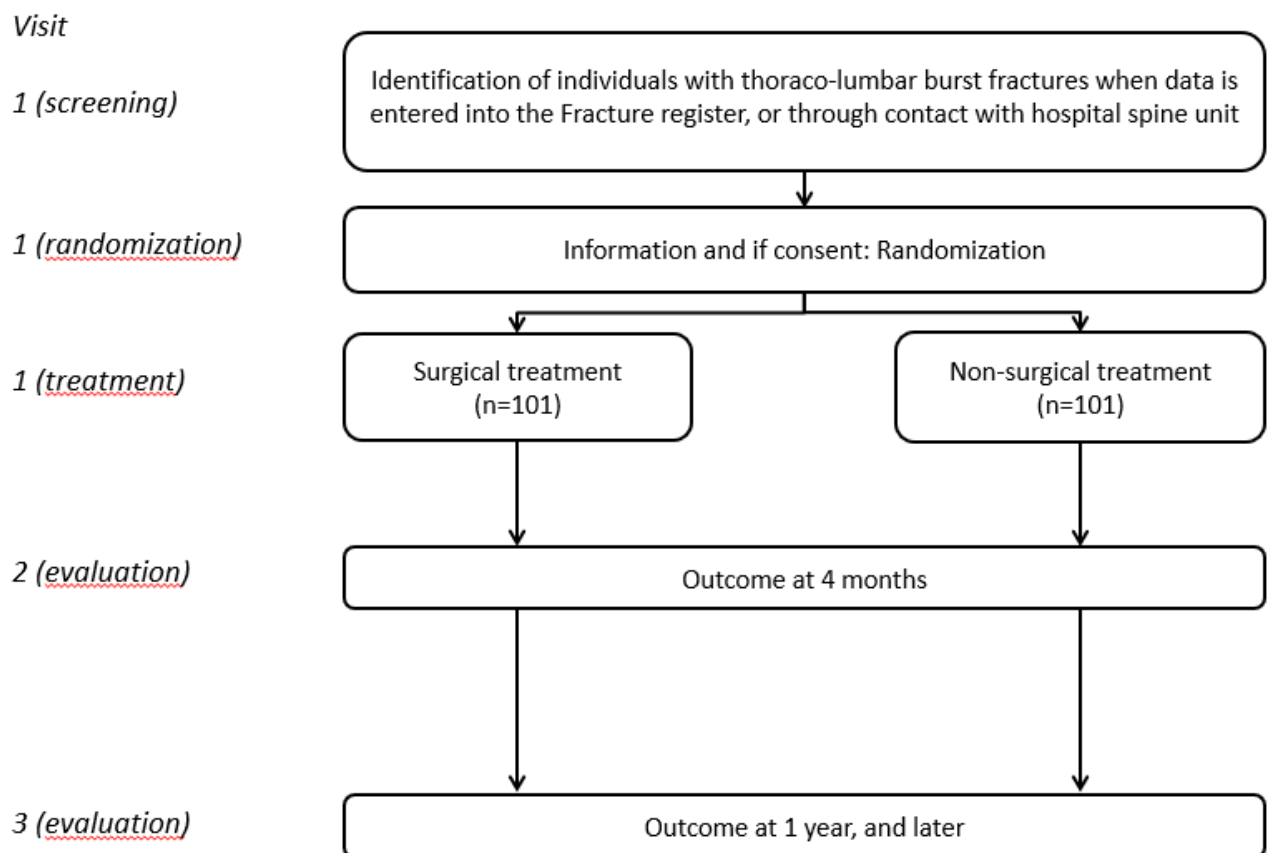 Visit
1 (screening)
Identification of individuals with thoraco-lumbar burst fractures when data is
entered into the Fracture register, or through contact with hospital spine unit
1 (randomization)
Information and if consent: Randomization
1 (treatment)
Surgical treatment
(n=101)
Non-surgical treatment
(n=101)
2 (evaluation)
Outcome at 4 months
3 (evaluation)
Outcome at 1 year, and later